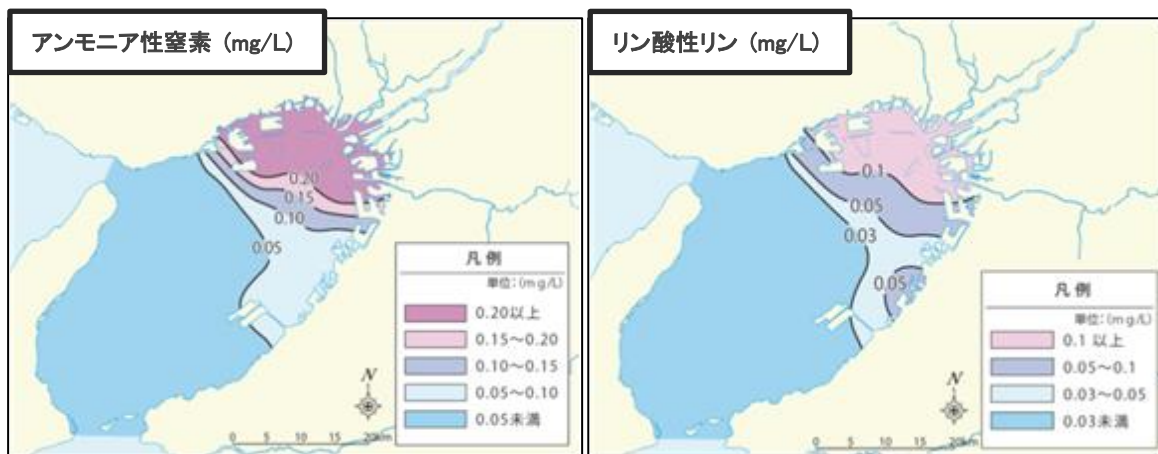 アンモニア性窒素 (mg/L)
0.20
0.15
0.10
0.05
凡 例
単位:(mg/L)
0.20以上
0.15〜0.20
0.10〜0.15
0.05〜0.10
0.05未満
N
0 5 10 20km
リン酸性リン (mg/L)
0.1
0.05
0.03
0.05
凡 例
単位:(mg/L)
0.1 以上
0.05〜0.1
0.03〜0.05
0.03未満
N
0 5 10 20km